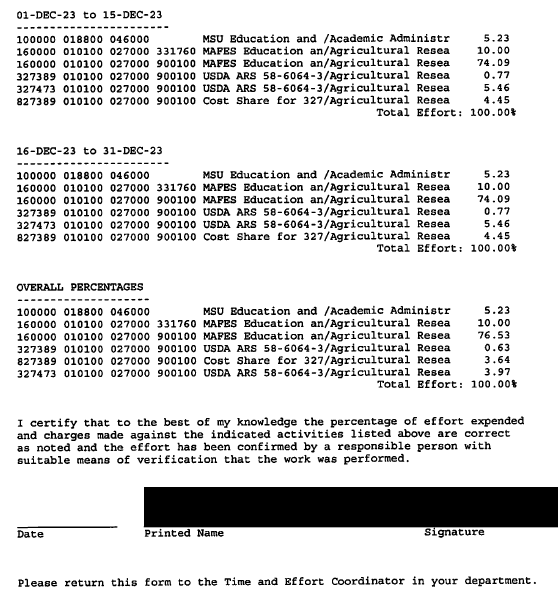 01-DEC-23 to 15-DEC-23
-----------------------
100000 018800 046000 MSU Education and /Academic Administr 5.23
160000 010100 027000 331760 MAFES Education an/Agricultural Resea 10.00
160000 010100 027000 900100 MAFES Education an/Agricultural Resea 74.09
327389 010100 027000 900100 USDA ARS 58-6064-3/Agricultural Resea 0.77
327473 010100 027000 900100 USDA ARS 58-6064-3/Agricultural Resea 5.46
827389 010100 027000 900100 Cost Share for 327/Agricultural Resea 4.45
Total Effort: 100.00%
16-DEC-23 to 31-DEC-23
-----------------------
100000 018800 046000 MSU Education and /Academic Administr 5.23
160000 010100 027000 331760 MAFES Education an/Agricultural Resea 10.00
160000 010100 027000 900100 MAFES Education an/Agricultural Resea 74.09
327389 010100 027000 900100 USDA ARS 58-6064-3/Agricultural Resea 0.77
327473 010100 027000 900100 USDA ARS 58-6064-3/Agricultural Resea 5.46
827389 010100 027000 900100 Cost Share for 327/Agricultural Resea 4.45
Total Effort: 100.00%
OVERALL PERCENTAGES
--------------------
100000 018800 046000 MSU Education and /Academic Administr 5.23
160000 010100 027000 331760 MAFES Education an/Agricultural Resea 10.00
160000 010100 027000 900100 MAFES Education an/Agricultural Resea 76.53
327389 010100 027000 900100 USDA ARS 58-6064-3/Agricultural Resea 0.63
827389 010100 027000 900100 Cost Share for 327/Agricultural Resea 3.64
327473 010100 027000 900100 USDA ARS 58-6064-3/Agricultural Resea 3.97
Total Effort: 100.00%
I certify that to the best of my knowledge the percentage of effort expended
and charges made against the indicated activities listed above are correct
as noted and the effort has been confirmed by a responsible person with
suitable means of verification that the work was performed.
Date Printed Name Signature
Please return this form to the Time and Effort Coordinator in your department.